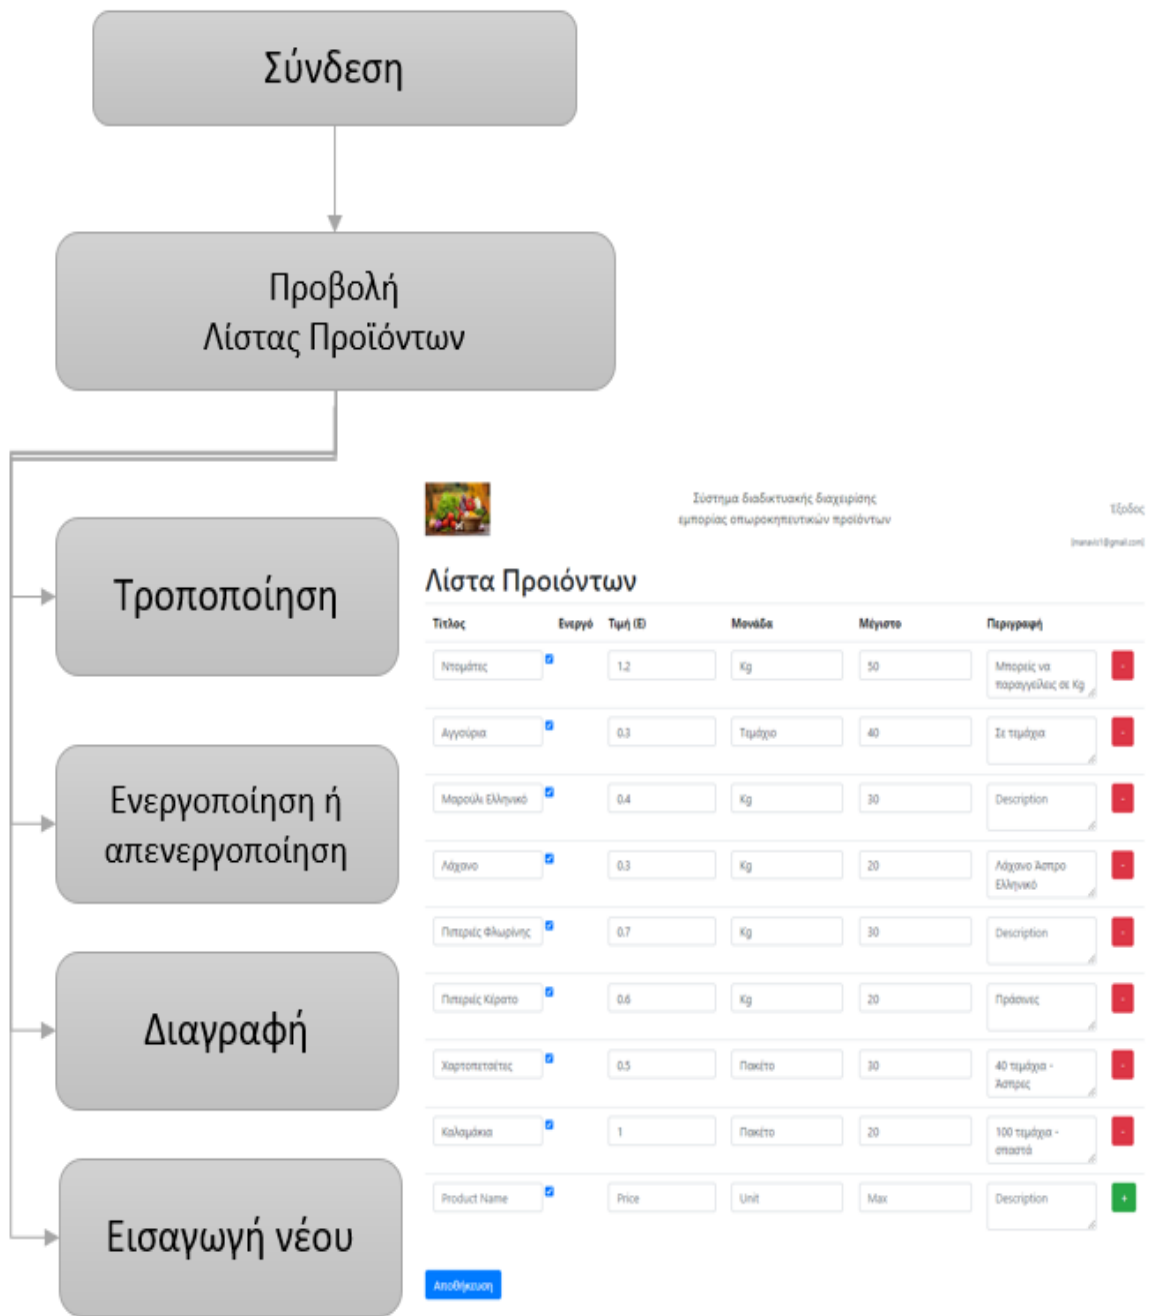 Σύνδεση
Προβολή
Λίστας Προϊόντων
Τροποποίηση
Ενεργοποίηση ή
απενεργοποίηση
Διαγραφή
Εισαγωγή νέου
Σύστημα διαδικτυακής διαχείρισης
εμπορίας οπωροκηπευτικών προϊόντων
Έξοδος
(manavis1@gmail.com)
Λίστα Προιόντων
Τίτλος Ενεργό Τιμή (Ε) Μονάδα Μέγιστο Περιγραφή
Ντομάτες 1.2 Kg 50 Μπορείς να
παραγγείλεις σε Kg -
Αγγούρια 0.3 Τεμάχιο 40 Σε τεμάχια -
Μαρούλι Ελληνικό 0.4 Kg 30 Description -
Λάχανο 0.3 Kg 20 Λάχανο Άσπρο
Ελληνικό -
Πιπεριές Φλωρίνης 0.7 Kg 30 Description -
Πιπεριές Κέρατο 0.6 Kg 20 Πράσινες -
Χαρτοπετσέτες 0.5 Πακέτο 30 40 τεμάχια -
Άσπρες -
Καλαμάκια 1 Πακέτο 20 100 τεμάχια -
σπαστά -
Product Name Price Unit Max Description +
Αποθήκευση